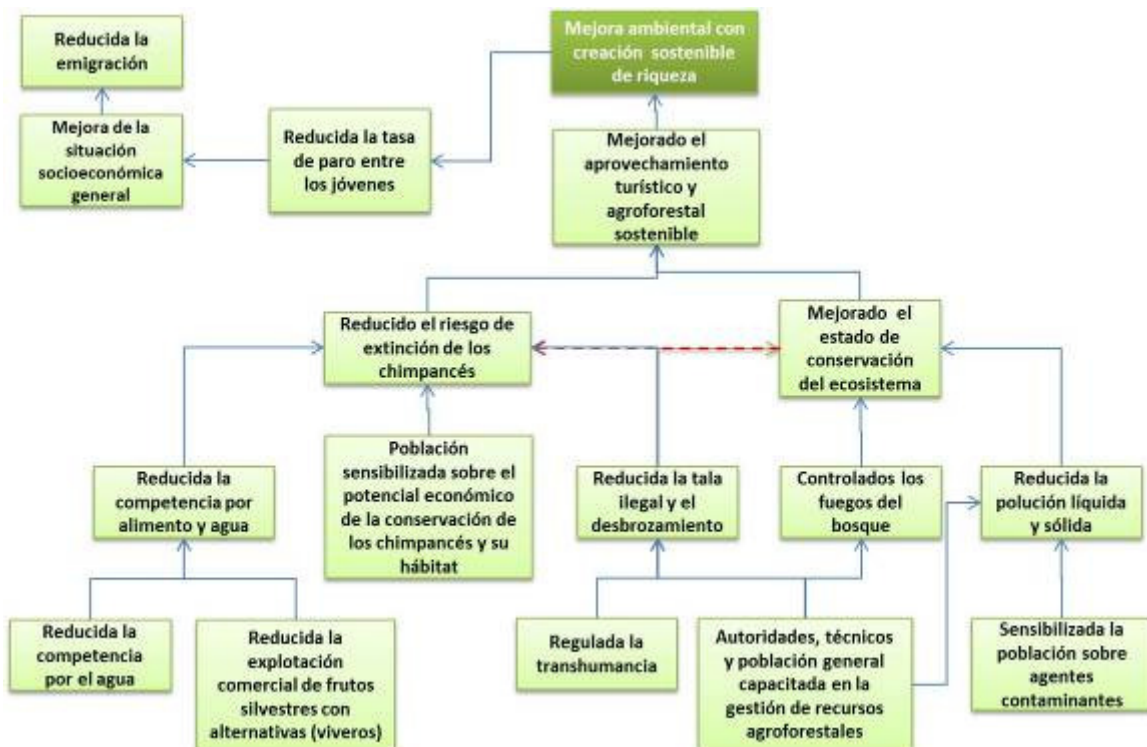 Reducida la
emigración
Mejora ambiental con
creación sostenible
de riqueza
Mejora de la
situación
socioeconómica
general
Reducida la tasa
de paro entre
los jóvenes
Mejorado el
aprovechamiento
turístico y
agroforestal
sostenible
Reducido el riesgo de
extinción de los
chimpancés
Mejorado el
estado de
conservación
del ecosistema
Reducida la
competencia por
alimento y agua
Población
sensibilizada sobre el
potencial económico
de la conservación de
los chimpancés y su
hábitat
Reducida la tala
ilegal y el
desbrozamiento
Controlados los
fuegos del
bosque
Reducida la
polución líquida
y sólida
Reducida la
competencia
por el agua
Reducida la
explotación
comercial de frutos
silvestres con
alternativas (viveros)
Regulada la
transhumancia
Autoridades, técnicos
y población general
capacitada en la
gestión de recursos
agroforestales
Sensibilizada la
población sobre
agentes
contaminantes